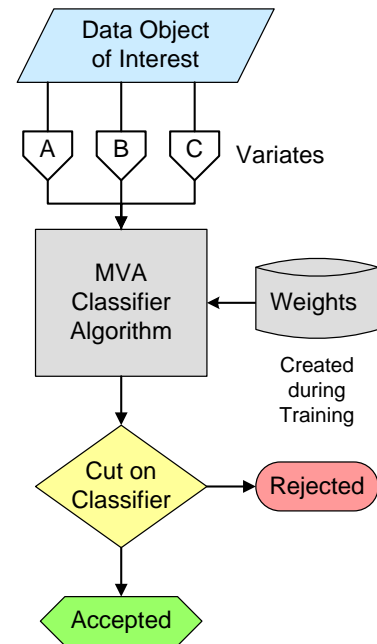 Data Object
of Interest
A
B
C
Variates
MVA
Classifier
Algorithm
Weights
Created
during
Training
Cut on
Classifier
Rejected
Accepted